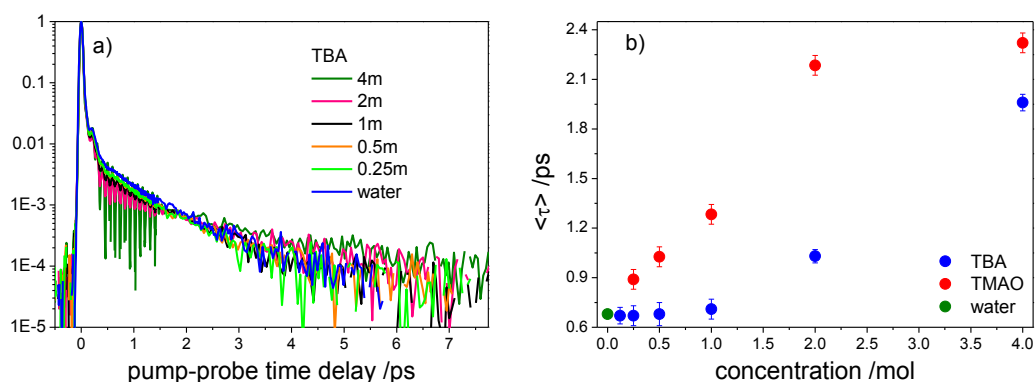 a)
TBA
4m
2m
1m
0.5m
0.25m
water
1
0.1
0.01
1E-3
1E-4
1E-5
0 1 2 3 4 5 6 7
pump-probe time delay /ps
b)
2.4
2.1
1.8
1.5
1.2
0.9
0.6
<τ> /ps
TBA
TMAO
water
0.0 0.5 1.0 1.5 2.0 2.5 3.0 3.5 4.0
concentration /mol